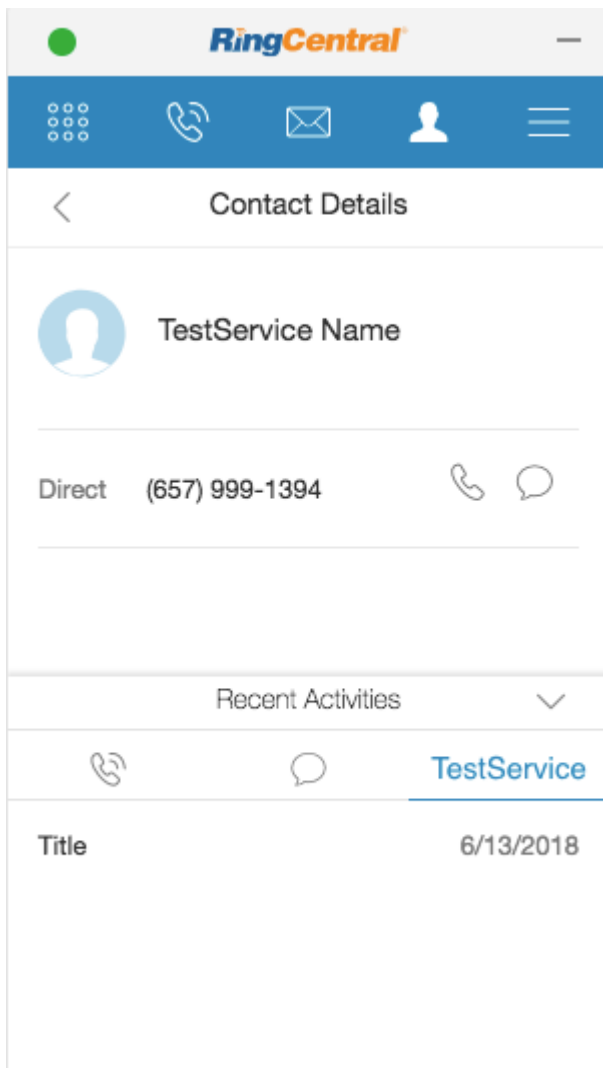 RingCentral®
Contact Details
TestService Name
Direct (657) 999-1394
Recent Activities
TestService
Title 6/13/2018